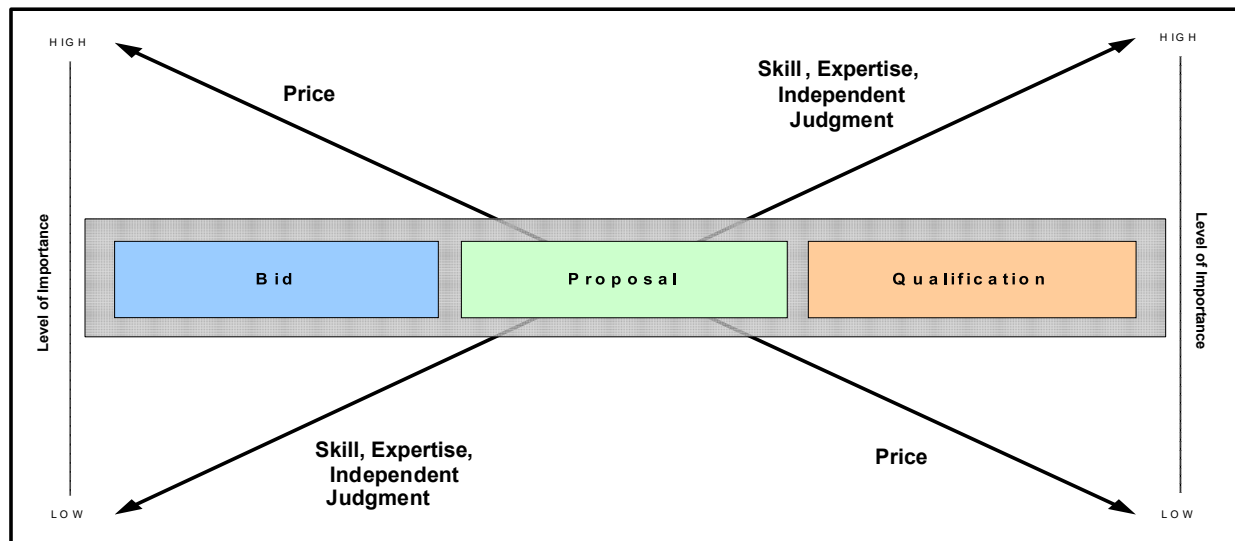 HIGH
HIGH
Price
Skill, Expertise,
Independent
Judgment
Level of Importance
Bid
Proposal
Qualification
Level of Importance
Skill, Expertise,
Independent
Judgment
Price
LOW
LOW